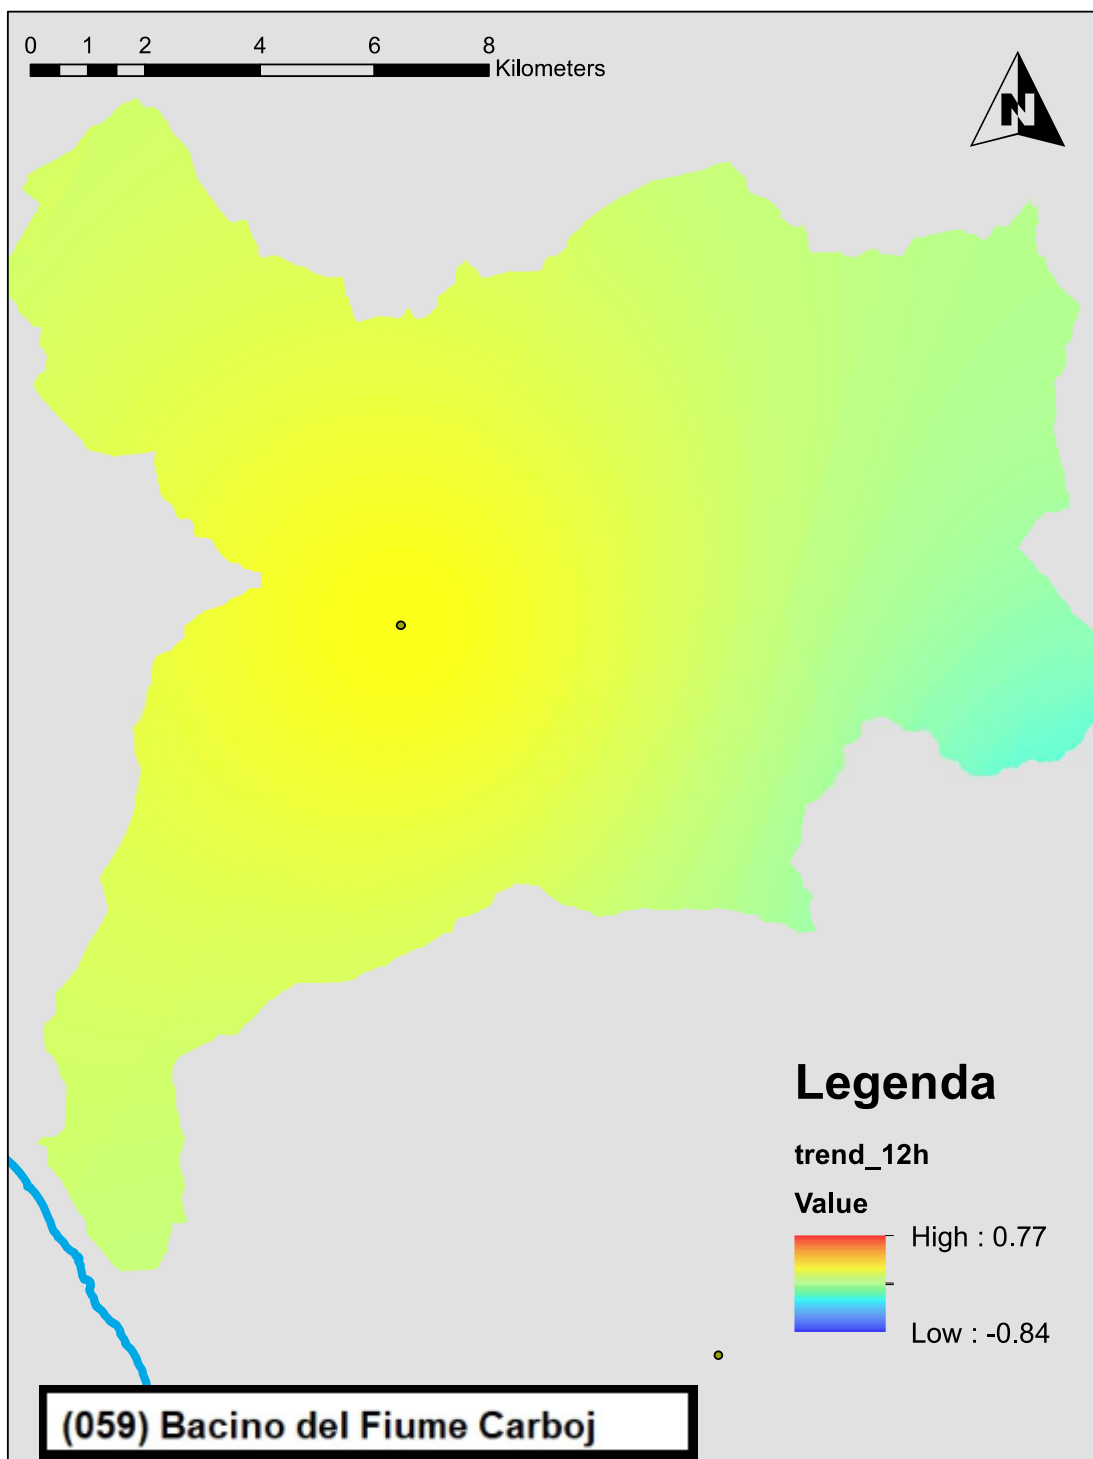 0 1 2 4 6 8
Kilometers
N
Legenda
trend_12h
Value
High : 0.77
Low : -0.84
(059) Bacino del Fiume Carboj